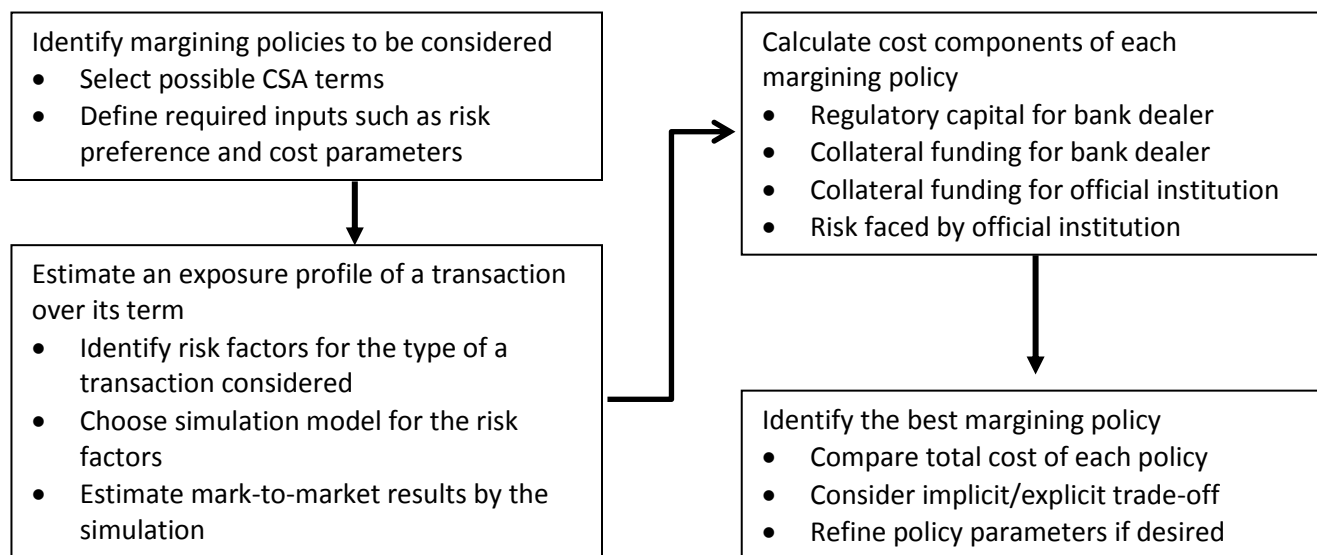 Identify margining policies to be considered
• Select possible CSA terms
• Define required inputs such as risk
preference and cost parameters
Estimate an exposure profile of a transaction
over its term
• Identify risk factors for the type of a
transaction considered
• Choose simulation model for the risk
factors
• Estimate mark-to-market results by the
simulation
Calculate cost components of each
margining policy
• Regulatory capital for bank dealer
• Collateral funding for bank dealer
• Collateral funding for official institution
• Risk faced by official institution
Identify the best margining policy
• Compare total cost of each policy
• Consider implicit/explicit trade-off
• Refine policy parameters if desired